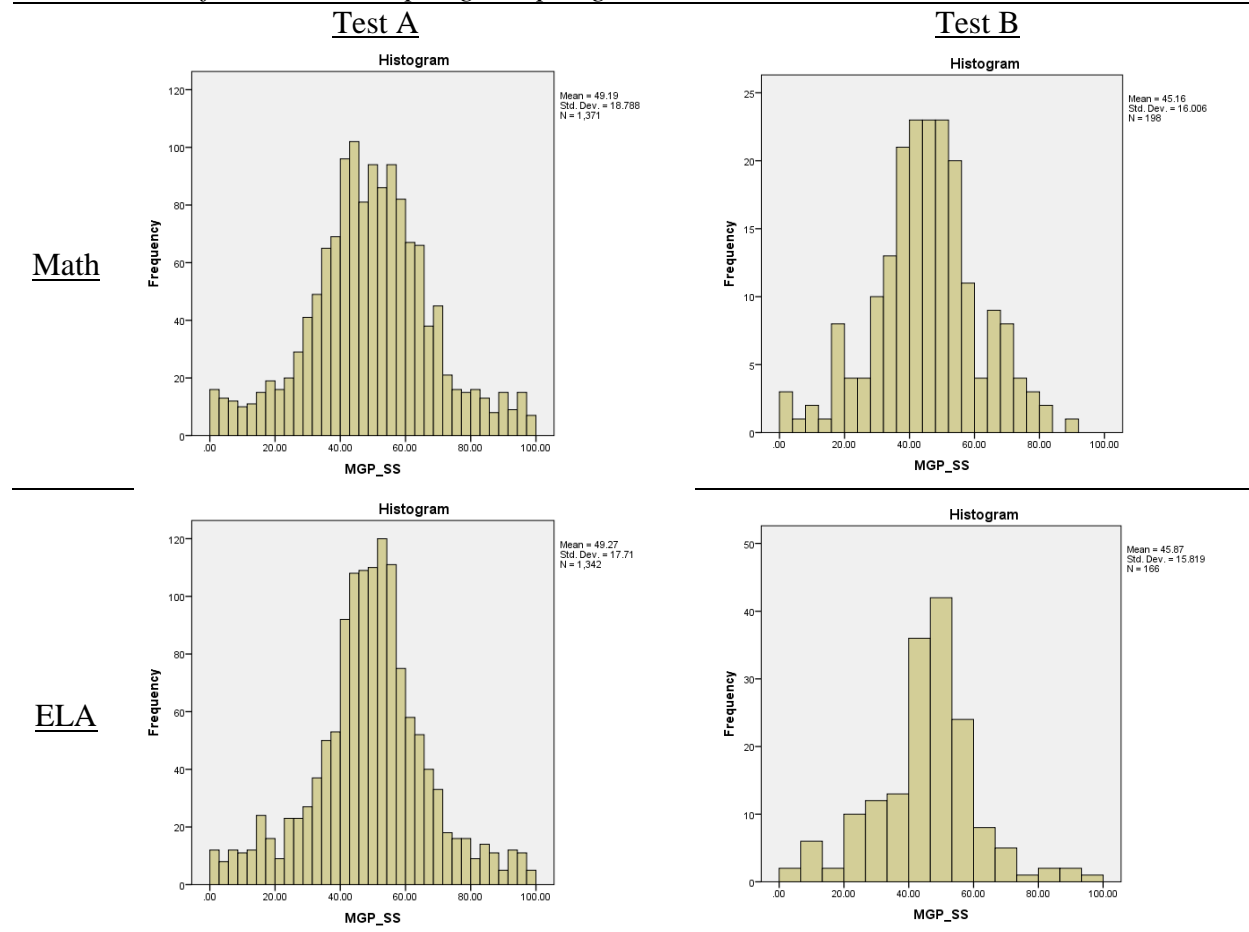 Test A
Test B
Histogram
120
100
80
60
40
20
0
Frequency
.00 20.00 40.00 60.00 80.00 100.00
MGP_SS
Mean = 49.19
Std. Dev. = 18.788
N = 1,371
Histogram
25
20
15
10
5
0
Frequency
.00 20.00 40.00 60.00 80.00 100.00
MGP_SS
Mean = 45.16
Std. Dev. = 16.006
N = 198
Math
Histogram
120
100
80
60
40
20
0
Frequency
.00 20.00 40.00 60.00 80.00 100.00
MGP_SS
Mean = 49.27
Std. Dev. = 17.71
N = 1,342
Histogram
50
40
30
20
10
0
Frequency
.00 20.00 40.00 60.00 80.00 100.00
MGP_SS
Mean = 45.87
Std. Dev. = 15.819
N = 166
ELA